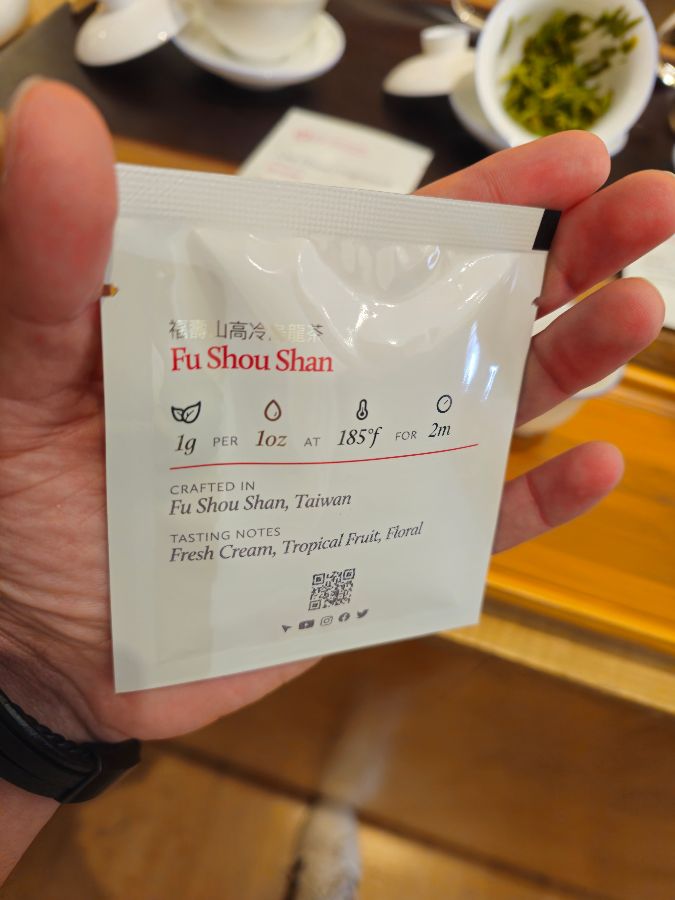 福壽山高冷烏龍茶
Fu Shou Shan
1g PER 1oz AT 185°f FOR 2m
CRAFTED IN
Fu Shou Shan, Taiwan
TASTING NOTES
Fresh Cream, Tropical Fruit, Floral